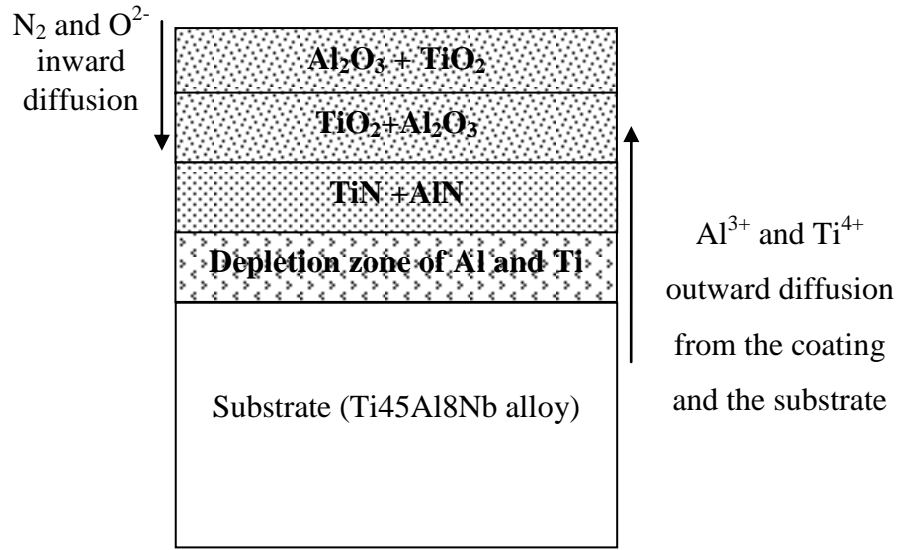 N₂ and O²⁻
inward
diffusion
Al₂O₃ + TiO₂
TiO₂+Al₂O₃
TiN +AlN
Depletion zone of Al and Ti
Substrate (Ti45Al8Nb alloy)
Al³⁺ and Ti⁴⁺
outward diffusion
from the coating
and the substrate